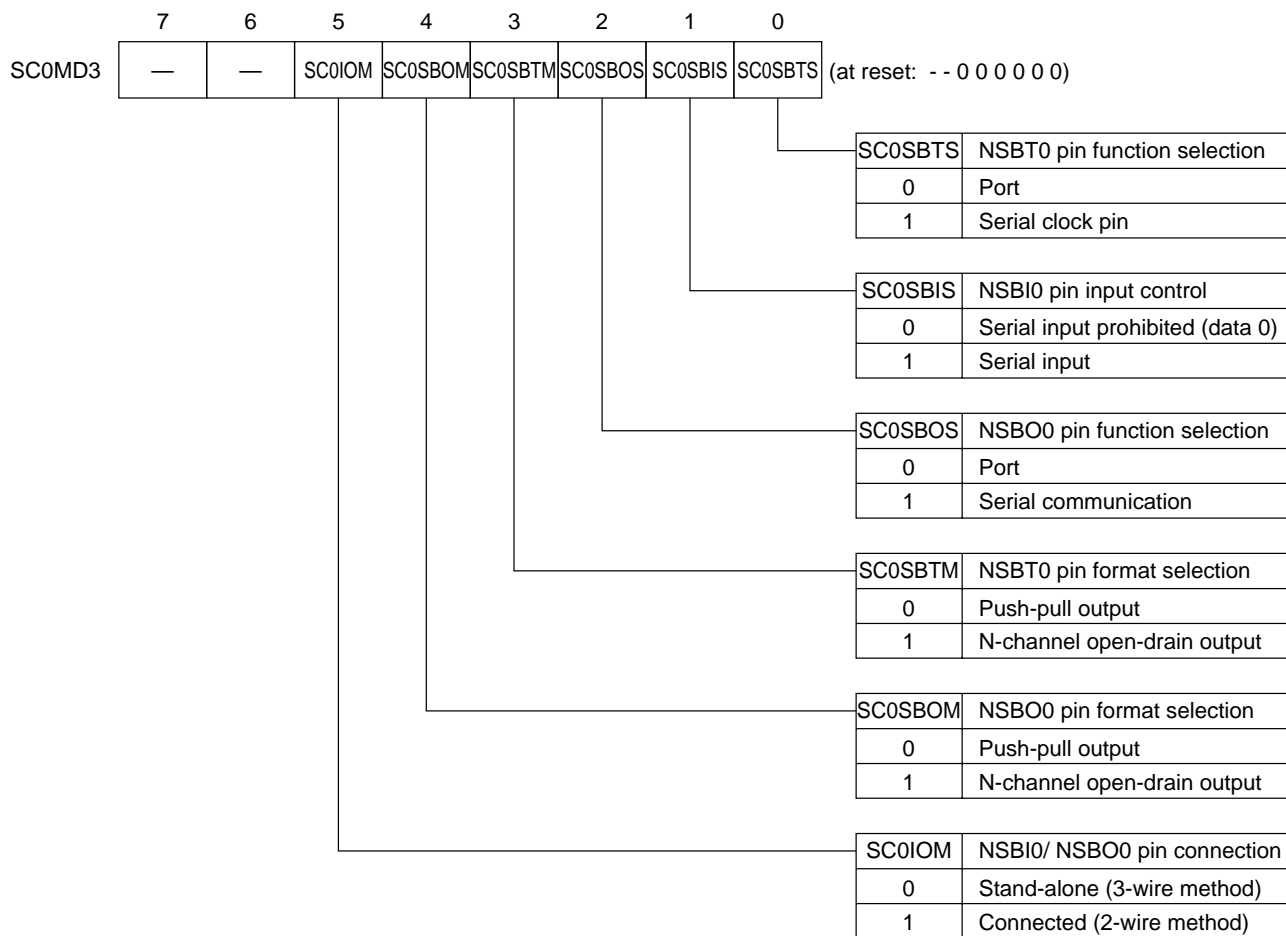 7 6 5 4 3 2 1 0
SC0MD3 — — SC0IOM SC0SBOM SC0SBTM SC0SBOS SC0SBIS SC0SBTS (at reset: - - 0 0 0 0 0 0)
SC0SBTS NSBT0 pin function selection
0 Port
1 Serial clock pin
SC0SBIS NSBI0 pin input control
0 Serial input prohibited (data 0)
1 Serial input
SC0SBOS NSBO0 pin function selection
0 Port
1 Serial communication
SC0SBTM NSBT0 pin format selection
0 Push-pull output
1 N-channel open-drain output
SC0SBOM NSBO0 pin format selection
0 Push-pull output
1 N-channel open-drain output
SC0IOM NSBI0/ NSBO0 pin connection
0 Stand-alone (3-wire method)
1 Connected (2-wire method)